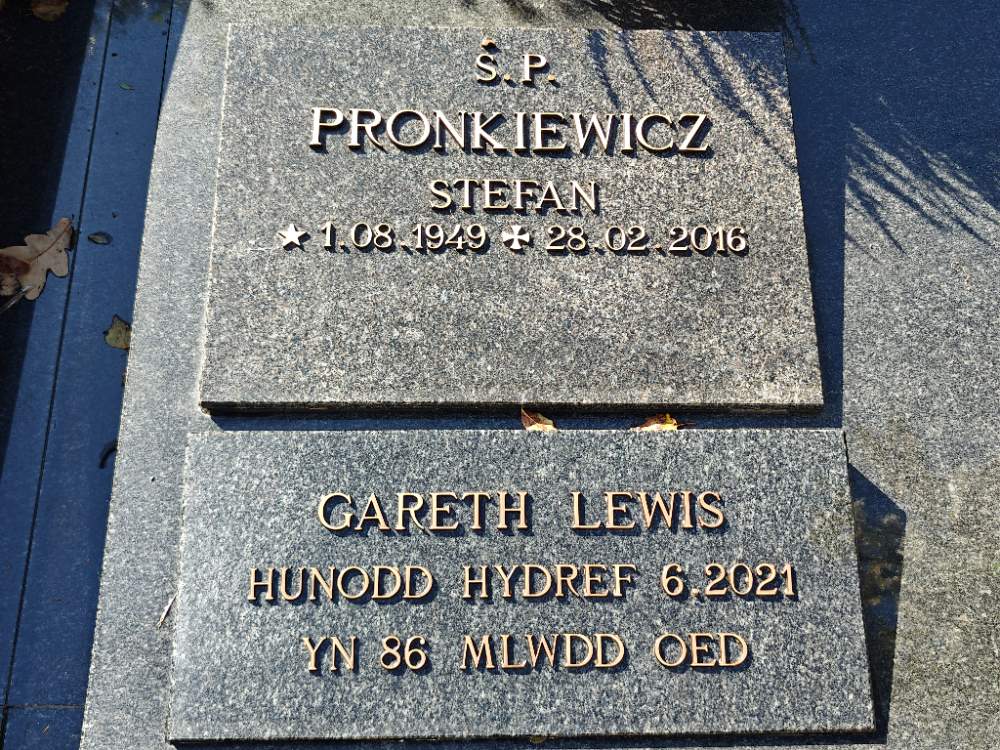 Ś.P.
PRONKIEWICZ
STEFAN
★ 1.08.1949 ✠ 28.02.2016
GARETH LEWIS
HUNODD HYDREF 6.2021
YN 86 MLWDD OED